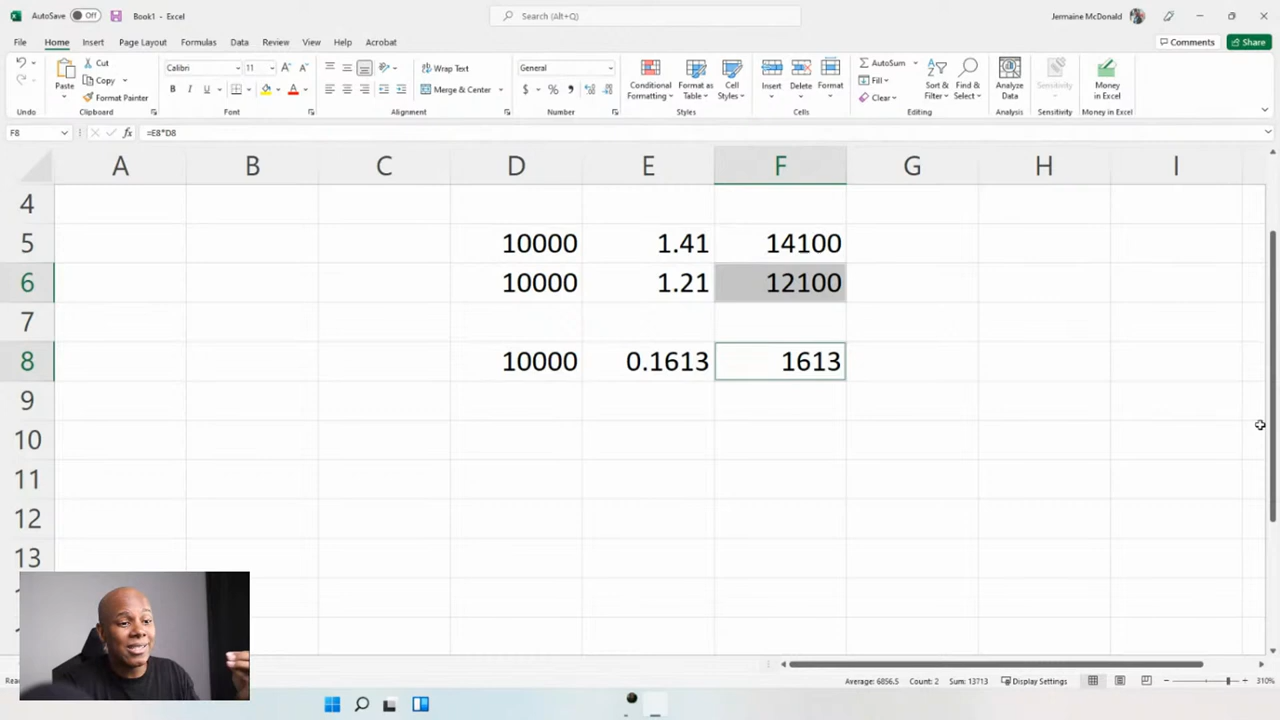 AutoSave Off Book1 - Excel Search (Alt+Q) Jermaine McDonald
File Home Insert Page Layout Formulas Data Review View Help Acrobat Comments Share
Cut Calibri 11 Wrap Text General AutoSum
Copy Fill
Paste Format Painter B I U Merge & Center $ % Conditional Formatting Format as Table Cell Styles Insert Delete Format Clear Sort & Filter Find & Select Analyze Data Sensitivity Money in Excel
Undo Clipboard Font Alignment Number Styles Cells Editing Analysis Sensitivity Money in Excel
F8 fx =E8*D8
A B C D E F G H I
4
5 10000 1.41 14100
6 10000 1.21 12100
7
8 10000 0.1613 1613
9
10
11
12
13
Average: 6856.5 Count: 2 Sum: 13713 Display Settings 310%